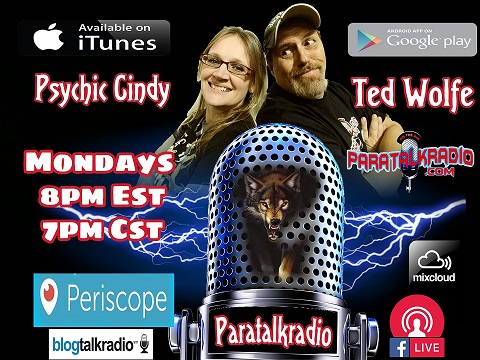 Available on
iTunes
ANDROID APP ON
Google play
Psychic Cindy
Ted Wolfe
PARATALKRADIO
.COM
Mondays
8pm Est
7pm Cst
mixcloud
Periscope
blogtalkradio
Paratalkradio
f LIVE